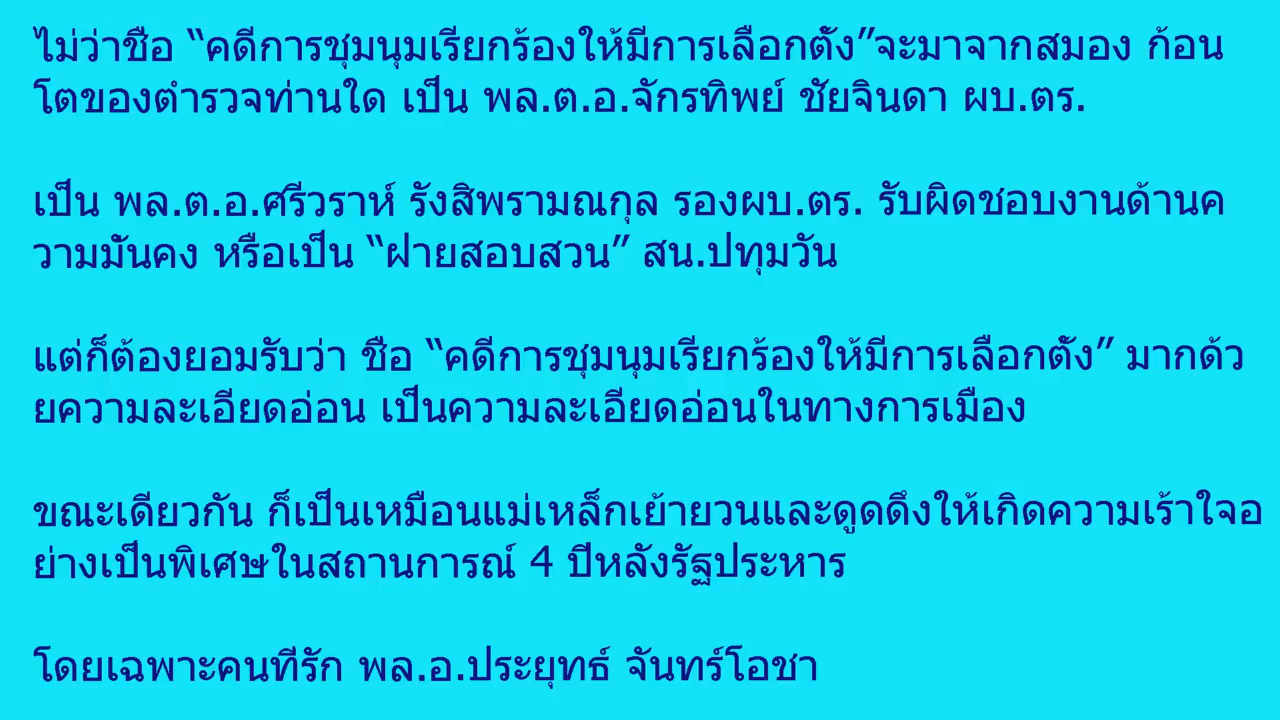 ไม่ว่าชื่อ “คดีการชุมนุมเรียกร้องให้มีการเลือกตั้ง”จะมาจากสมอง ก้อน
โตของตำรวจท่านใด เป็น พล.ต.อ.จักรทิพย์ ชัยจินดา ผบ.ตร.
เป็น พล.ต.อ.ศรีวราห์ รังสิพราหมณกุล รองผบ.ตร. รับผิดชอบงานด้านค
วามมั่นคง หรือเป็น “ฝ่ายสอบสวน” สน.ปทุมวัน
แต่ก็ต้องยอมรับว่า ชื่อ “คดีการชุมนุมเรียกร้องให้มีการเลือกตั้ง” มากด้ว
ยความละเอียดอ่อน เป็นความละเอียดอ่อนในทางการเมือง
ขณะเดียวกัน ก็เป็นเหมือนแม่เหล็กเย้ายวนและดูดดึงให้เกิดความเร้าใจอ
ย่างเป็นพิเศษในสถานการณ์ 4 ปีหลังรัฐประหาร
โดยเฉพาะคนที่รัก พล.อ.ประยุทธ์ จันทร์โอชา